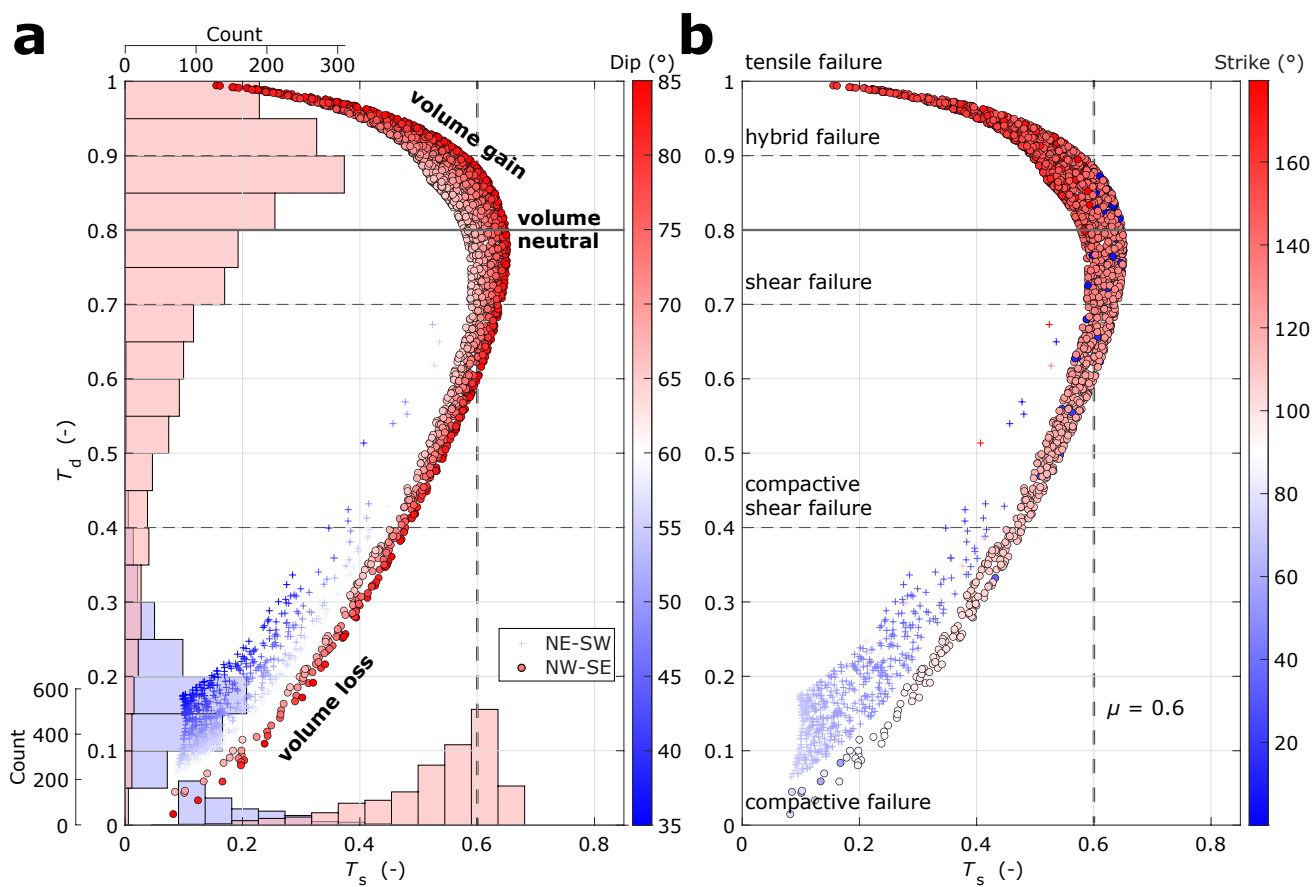 a
Count
0 100 200 300
Dip (°)
1
0.9
0.8
0.7
0.6
0.5
0.4
0.3
0.2
0.1
0
T_d (-)
600
400
200
0
Count
0.2 0.4 0.6 0.8
T_s (-)
volume gain
volume
neutral
volume loss
NE-SW
NW-SE
85
80
75
70
65
60
55
50
45
40
35
b
Strike (°)
tensile failure
hybrid failure
shear failure
compactive
shear failure
compactive failure
μ = 0.6
1
0.9
0.8
0.7
0.6
0.5
0.4
0.3
0.2
0.1
0
0 0.2 0.4 0.6 0.8
T_s (-)
160
140
120
100
80
60
40
20